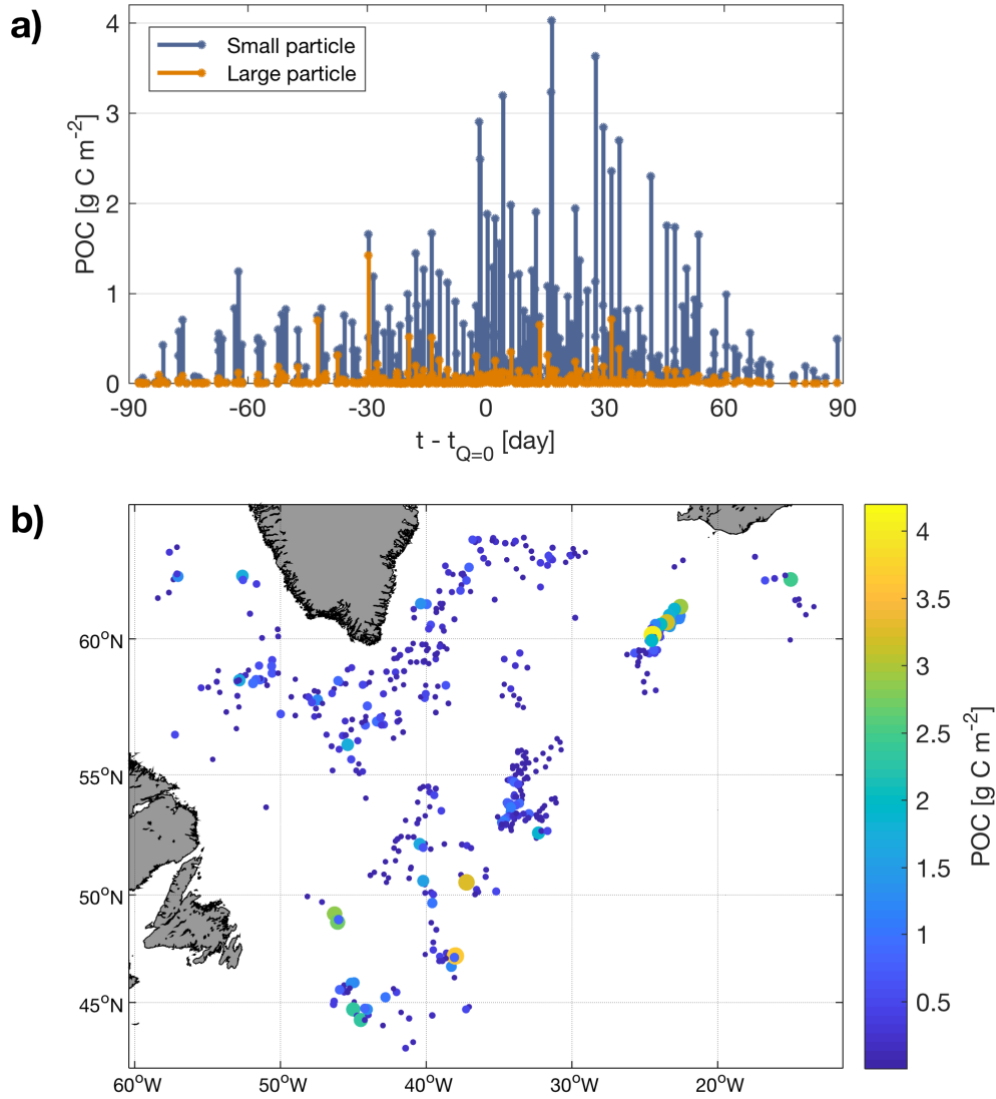 a)
4
3
2
1
0
POC [g C m⁻²]
Small particle
Large particle
-90 -60 -30 0 30 60 90
t - t_Q=0 [day]
b)
60°N
55°N
50°N
45°N
60°W 50°W 40°W 30°W 20°W
4
3.5
3
2.5
2
1.5
1
0.5
POC [g C m⁻²]